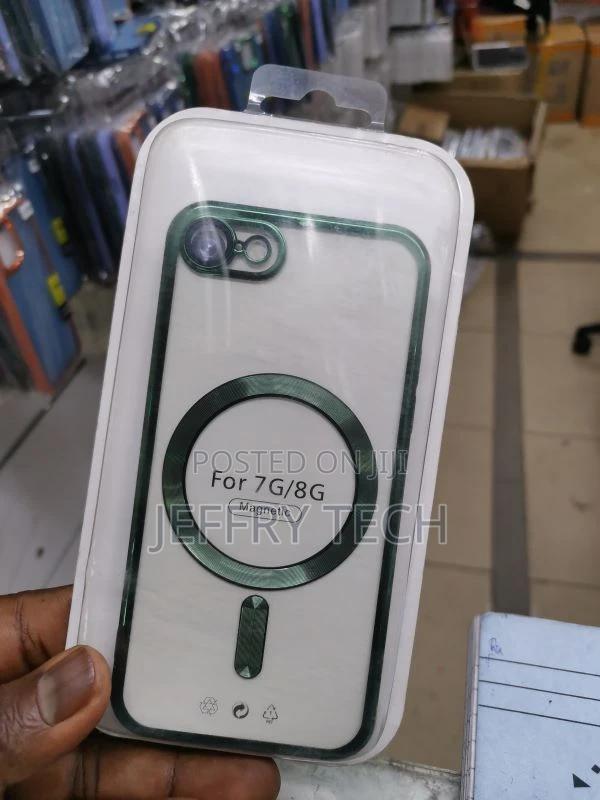 POSTED ON JIJI
For 7G/8G
Magnetic
JEFFRY TECH